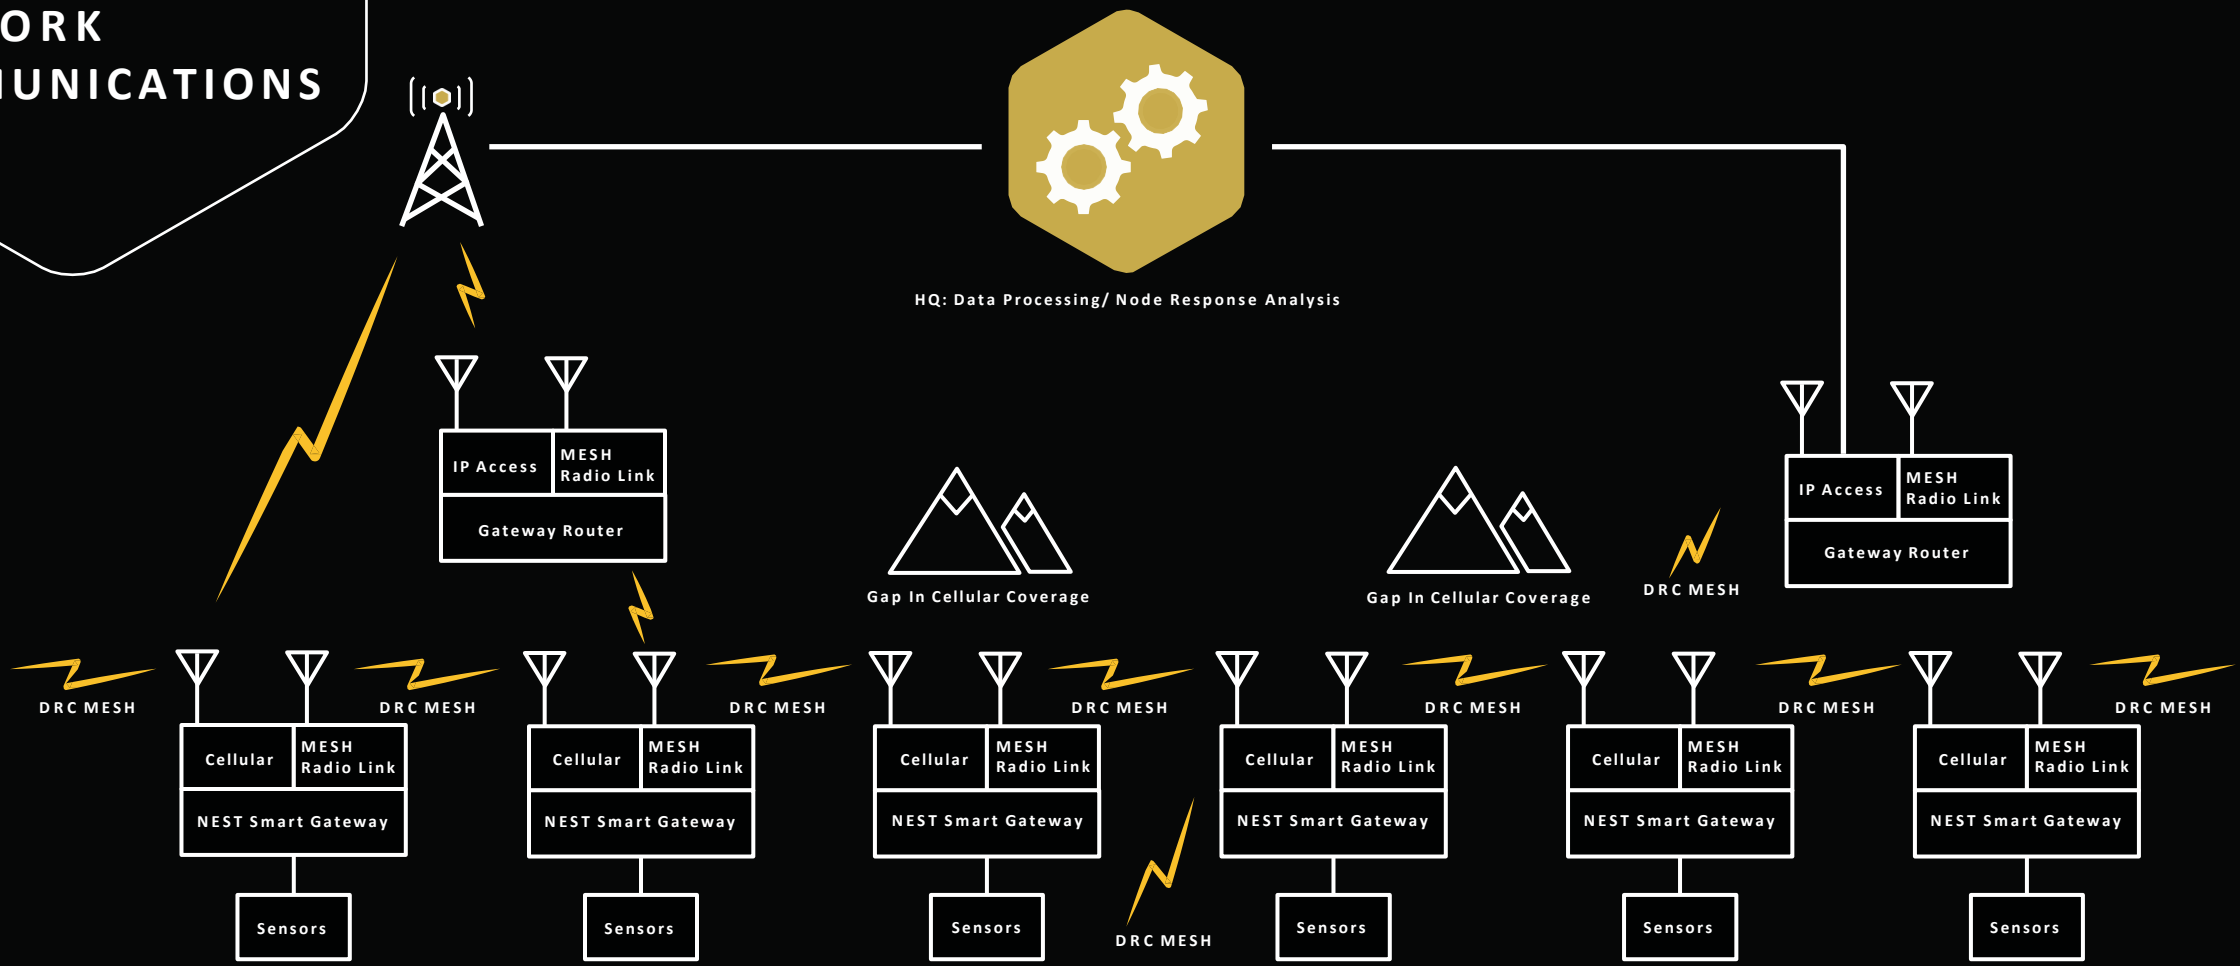 ORK
UNICATIONS
HQ: Data Processing/ Node Response Analysis
IP Access
MESH
Radio Link
Gateway Router
IP Access
MESH
Radio Link
Gateway Router
Gap In Cellular Coverage
Gap In Cellular Coverage
DRC MESH
DRC MESH
DRC MESH
DRC MESH
DRC MESH
DRC MESH
DRC MESH
DRC MESH
Cellular
MESH
Radio Link
NEST Smart Gateway
Sensors
Cellular
MESH
Radio Link
NEST Smart Gateway
Sensors
Cellular
MESH
Radio Link
NEST Smart Gateway
Sensors
DRC MESH
Cellular
MESH
Radio Link
NEST Smart Gateway
Sensors
Cellular
MESH
Radio Link
NEST Smart Gateway
Sensors
Cellular
MESH
Radio Link
NEST Smart Gateway
Sensors